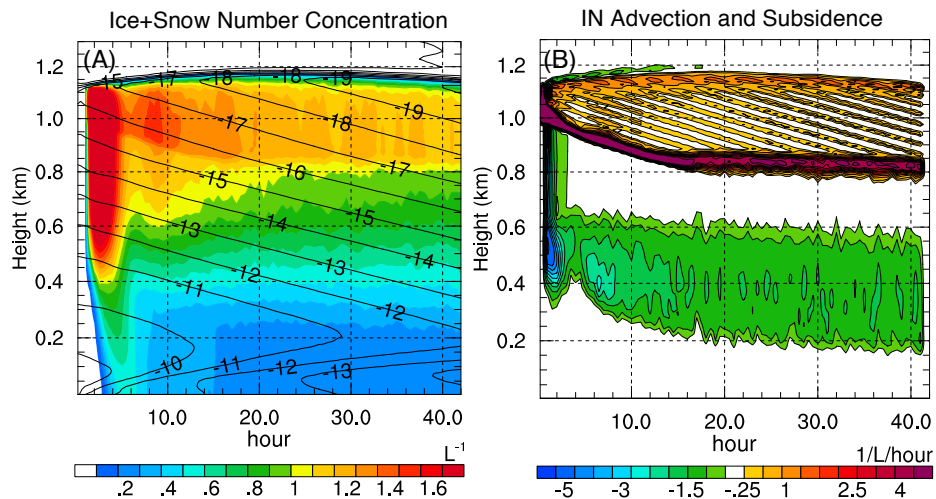 Ice+Snow Number Concentration
(A)
Height (km)
1.2
1.0
0.8
0.6
0.4
0.2
-15
-17
-18
-18
-19
-19
-17
-18
-16
-17
-15
-14
-15
-13
-12
-13
-14
-11
-12
-10
-11
-12
-13
10.0 20.0 30.0 40.0
hour
L⁻¹
.2 .4 .6 .8 1 1.2 1.4 1.6
IN Advection and Subsidence
(B)
Height (km)
1.2
1.0
0.8
0.6
0.4
0.2
10.0 20.0 30.0 40.0
hour
1/L/hour
-5 -3 -1.5 -.25 1 2.5 4